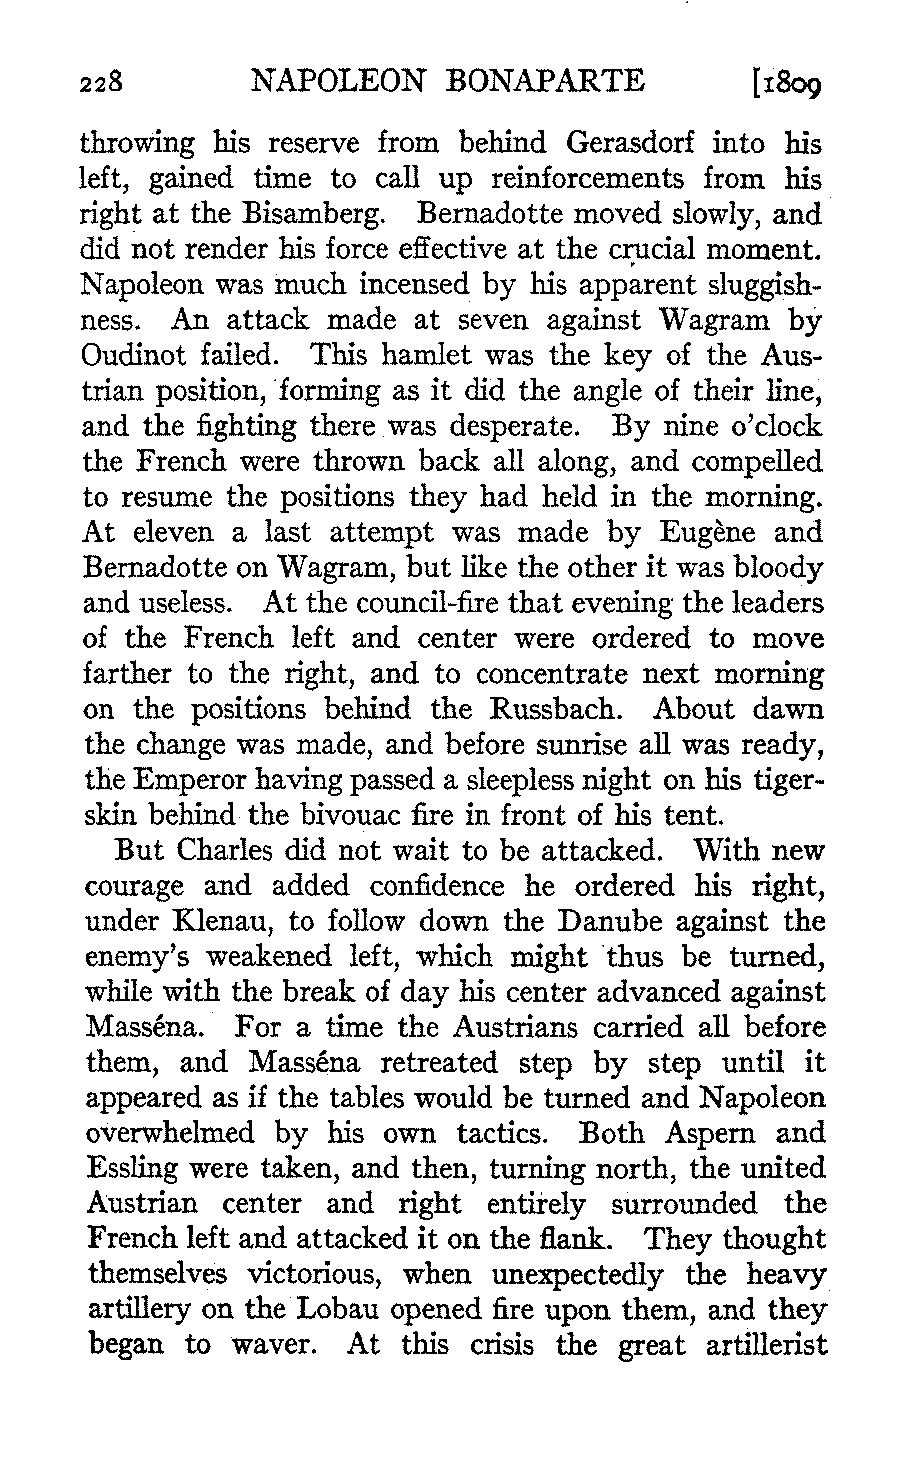 228 NAPOLEON BONAPARTE [1809
throwing his reserve from behind Gerasdorf into his
left, gained time to call up reinforcements from his
right at the Bisamberg. Bernadotte moved slowly, and
did not render his force effective at the crucial moment.
Napoleon was much incensed by his apparent sluggish-
ness. An attack made at seven against Wagram by
Oudinot failed. This hamlet was the key of the Aus-
trian position, forming as it did the angle of their line,
and the fighting there was desperate. By nine o'clock
the French were thrown back all along, and compelled
to resume the positions they had held in the morning.
At eleven a last attempt was made by Eugène and
Bernadotte on Wagram, but like the other it was bloody
and useless. At the council-fire that evening the leaders
of the French left and center were ordered to move
farther to the right, and to concentrate next morning
on the positions behind the Russbach. About dawn
the change was made, and before sunrise all was ready,
the Emperor having passed a sleepless night on his tiger-
skin behind the bivouac fire in front of his tent.
But Charles did not wait to be attacked. With new
courage and added confidence he ordered his right,
under Klenau, to follow down the Danube against the
enemy's weakened left, which might thus be turned,
while with the break of day his center advanced against
Masséna. For a time the Austrians carried all before
them, and Masséna retreated step by step until it
appeared as if the tables would be turned and Napoleon
overwhelmed by his own tactics. Both Aspern and
Essling were taken, and then, turning north, the united
Austrian center and right entirely surrounded the
French left and attacked it on the flank. They thought
themselves victorious, when unexpectedly the heavy
artillery on the Lobau opened fire upon them, and they
began to waver. At this crisis the great artillerist